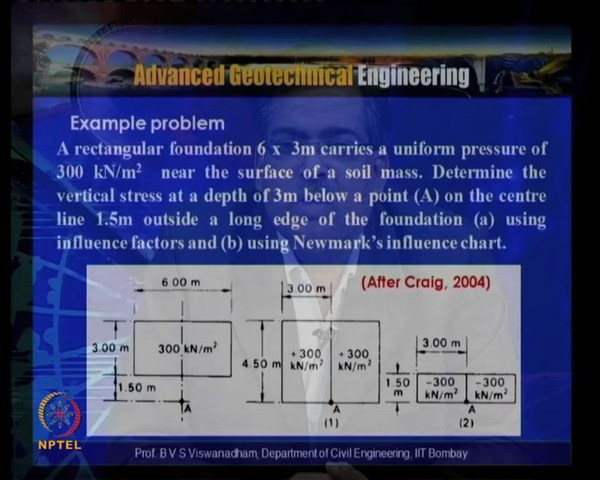 Advanced Geotechnical Engineering
Example problem
A rectangular foundation 6 x 3m carries a uniform pressure of
300 kN/m² near the surface of a soil mass. Determine the
vertical stress at a depth of 3m below a point (A) on the centre
line 1.5m outside a long edge of the foundation (a) using
influence factors and (b) using Newmark's influence chart.
(After Craig, 2004)
6 00 m
3.00 m
300 kN/m²
1.50 m
A
3.00 m
4.50 m
+300 kN/m²
+300 kN/m²
A
(1)
3.00 m
1.50 m
-300 kN/m²
-300 kN/m²
A
(2)
NPTEL
Prof. B V S Viswanadham, Department of Civil Engineering, IIT Bombay